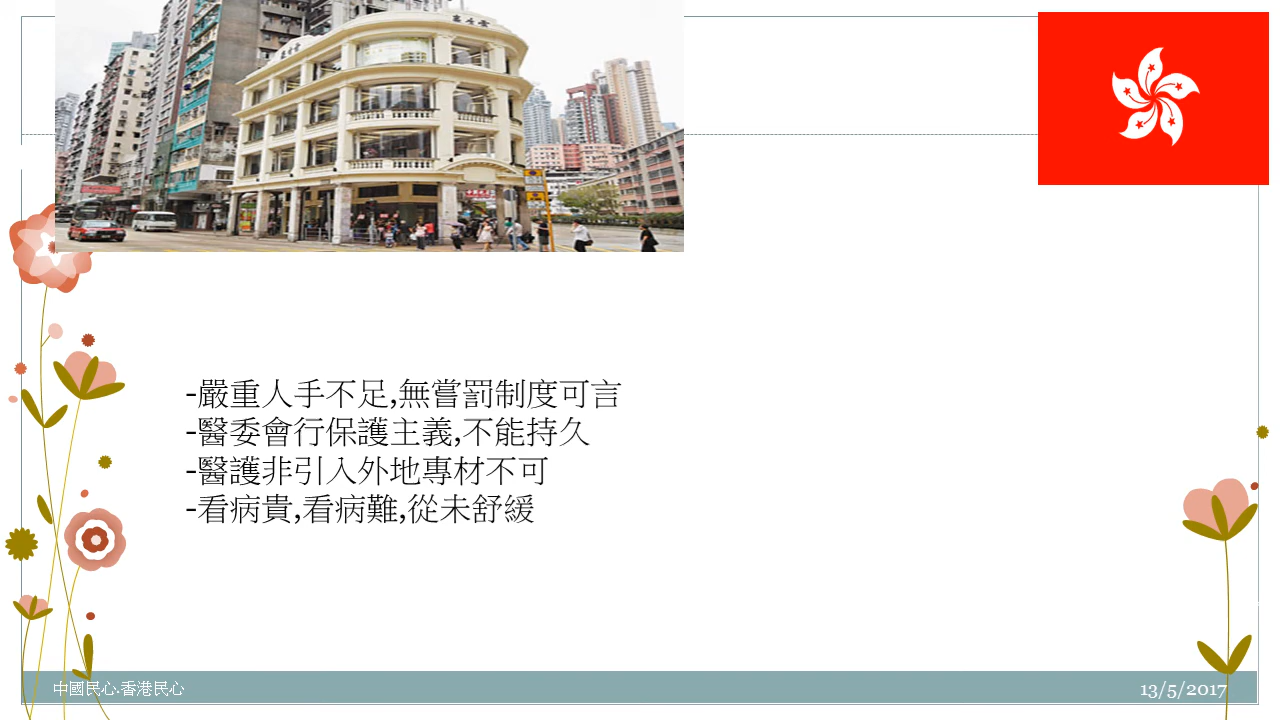 -嚴重人手不足,無嘗罰制度可言
-醫委會行保護主義,不能持久
-醫護非引入外地專材不可
-看病貴,看病難,從未舒緩
中國民心.香港民心
13/5/2017